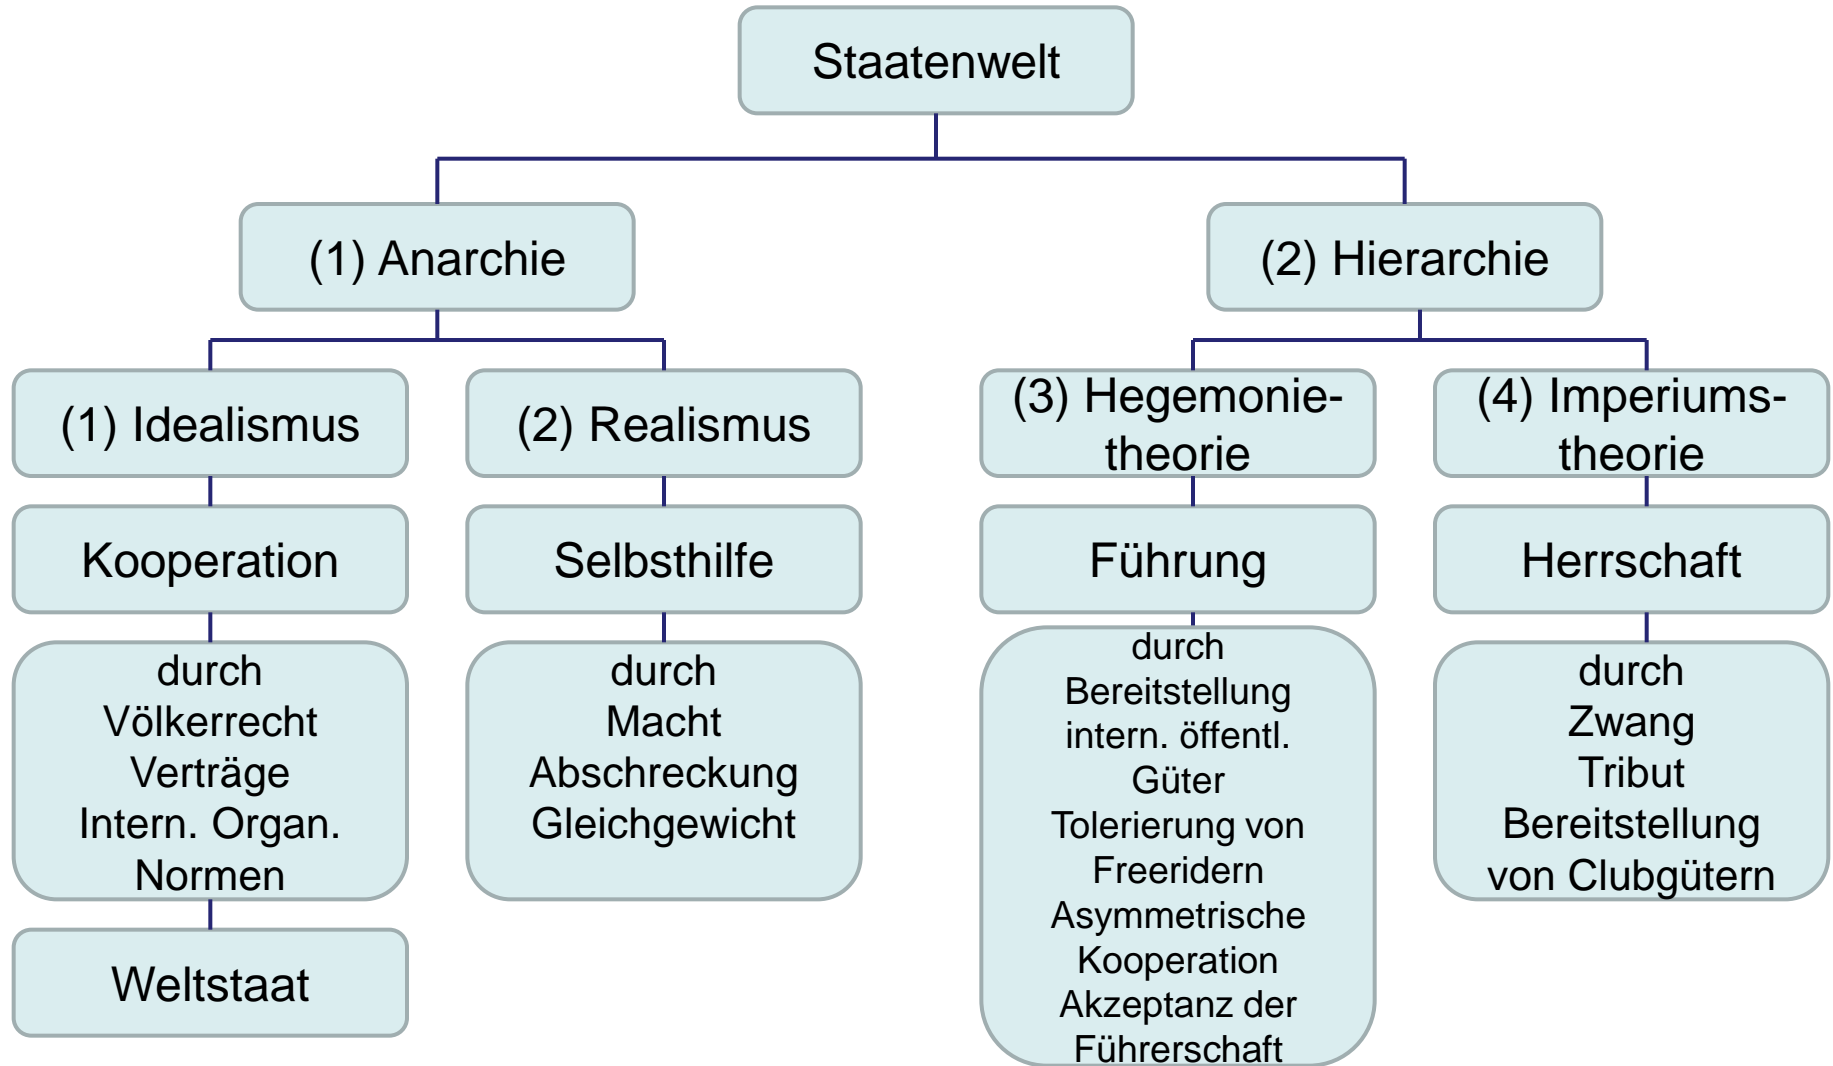 Staatenwelt
(1) Anarchie
(2) Hierarchie
(1) Idealismus
(2) Realismus
(3) Hegemonie-
theorie
(4) Imperiums-
theorie
Kooperation
Selbsthilfe
Führung
Herrschaft
durch
Völkerrecht
Verträge
Intern. Organ.
Normen
durch
Macht
Abschreckung
Gleichgewicht
durch
Bereitstellung
intern. öffentl.
Güter
Tolerierung von
Freeridern
Asymmetrische
Kooperation
Akzeptanz der
Führerschaft
durch
Zwang
Tribut
Bereitstellung
von Clubgütern
Weltstaat